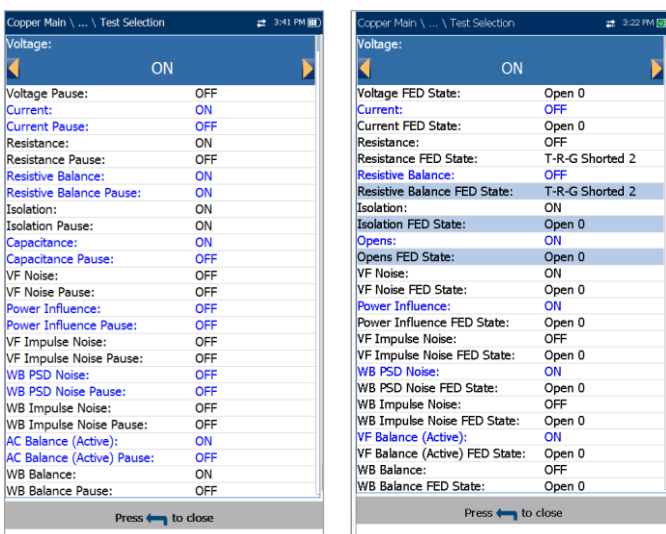 Copper Main \ ... \ Test Selection 3:41 PM
Voltage:
ON
Voltage Pause: OFF
Current: ON
Current Pause: OFF
Resistance: ON
Resistance Pause: OFF
Resistive Balance: ON
Resistive Balance Pause: ON
Isolation: ON
Isolation Pause: ON
Capacitance: ON
Capacitance Pause: OFF
VF Noise: OFF
VF Noise Pause: OFF
Power Influence: OFF
Power Influence Pause: OFF
VF Impulse Noise: OFF
VF Impulse Noise Pause: OFF
WB PSD Noise: OFF
WB PSD Noise Pause: OFF
WB Impulse Noise: OFF
WB Impulse Noise Pause: OFF
AC Balance (Active): ON
AC Balance (Active) Pause: OFF
WB Balance: ON
WB Balance Pause: OFF
Press to close
Copper Main \ ... \ Test Selection 3:22 PM
Voltage:
ON
Voltage FED State: Open 0
Current: OFF
Current FED State: Open 0
Resistance: OFF
Resistance FED State: T-R-G Shorted 2
Resistive Balance: OFF
Resistive Balance FED State: T-R-G Shorted 2
Isolation: ON
Isolation FED State: Open 0
Opens: ON
Opens FED State: Open 0
VF Noise: ON
VF Noise FED State: Open 0
Power Influence: ON
Power Influence FED State: Open 0
VF Impulse Noise: OFF
VF Impulse Noise FED State: Open 0
WB PSD Noise: ON
WB PSD Noise FED State: Open 0
WB Impulse Noise: OFF
WB Impulse Noise FED State: Open 0
VF Balance (Active): ON
VF Balance (Active) FED State: Open 0
WB Balance: OFF
WB Balance FED State: Open 0
Press to close